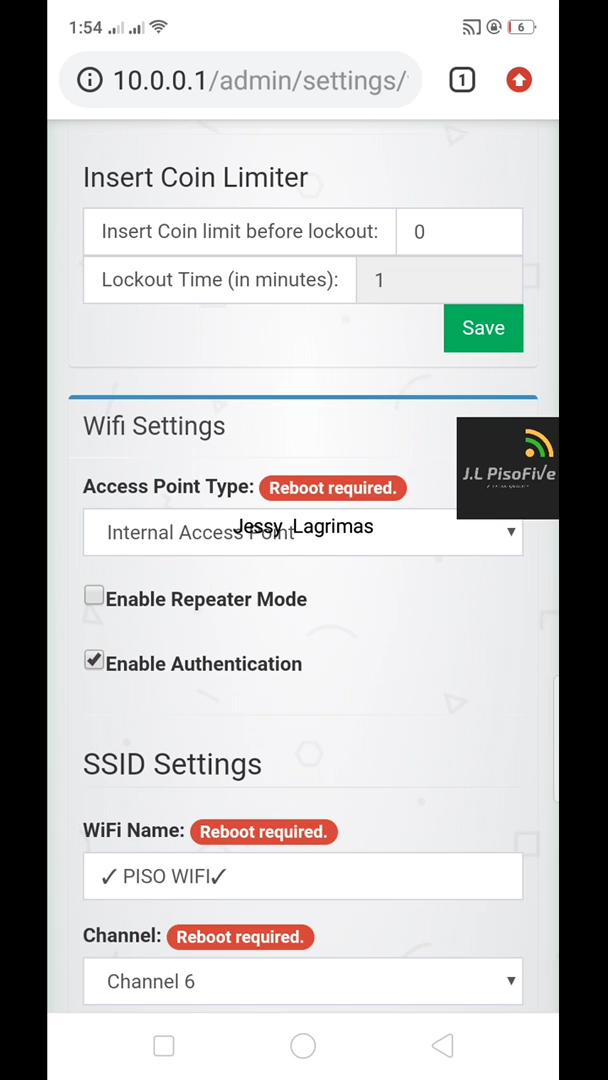 1:54
6
10.0.0.1/admin/settings/
1
Insert Coin Limiter
Insert Coin limit before lockout: 0
Lockout Time (in minutes): 1
Save
Wifi Settings
J.L PisoFive
Access Point Type: Reboot required.
Internal Access Point
Jessy Lagrimas
Enable Repeater Mode
Enable Authentication
SSID Settings
WiFi Name: Reboot required.
✓ PISO WIFI✓
Channel: Reboot required.
Channel 6